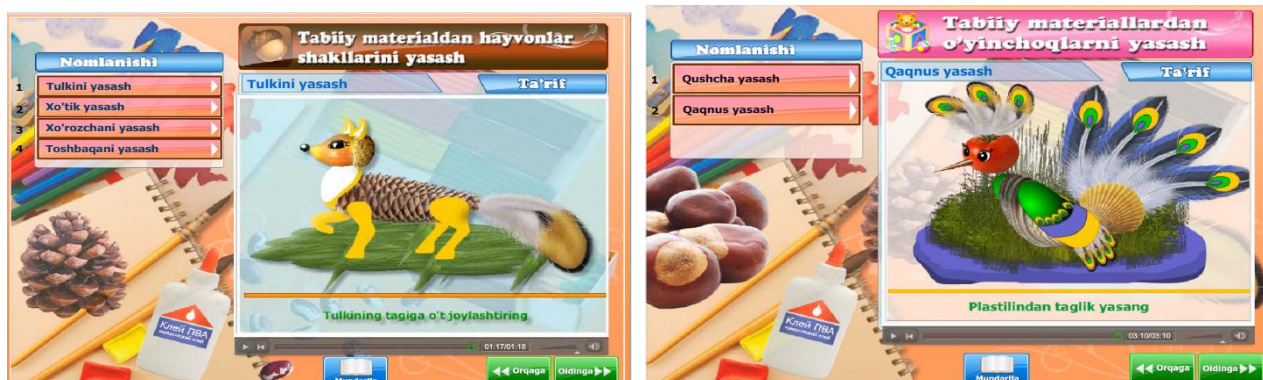 Tabiiy materialdan hayvonlar
shakllarini yasash
Nomlanishi
1 Tulkini yasash
2 Xo'tik yasash
3 Xo'rozchani yasash
4 Toshbaqani yasash
Tulkini yasash
Ta'rif
Tulkining tagiga o't joylashtiring
Клей ПВА
01:17/01:18
Mundarija
Orqaga
Oldinga
Tabiiy materiallardan
o'yinchoqlarni yasash
Nomlanishi
1 Qushcha yasash
2 Qaqnus yasash
Qaqnus yasash
Ta'rif
Plastilindan taglik yasang
Клей ПВА
03:10/03:10
Mundarija
Orqaga
Oldinga